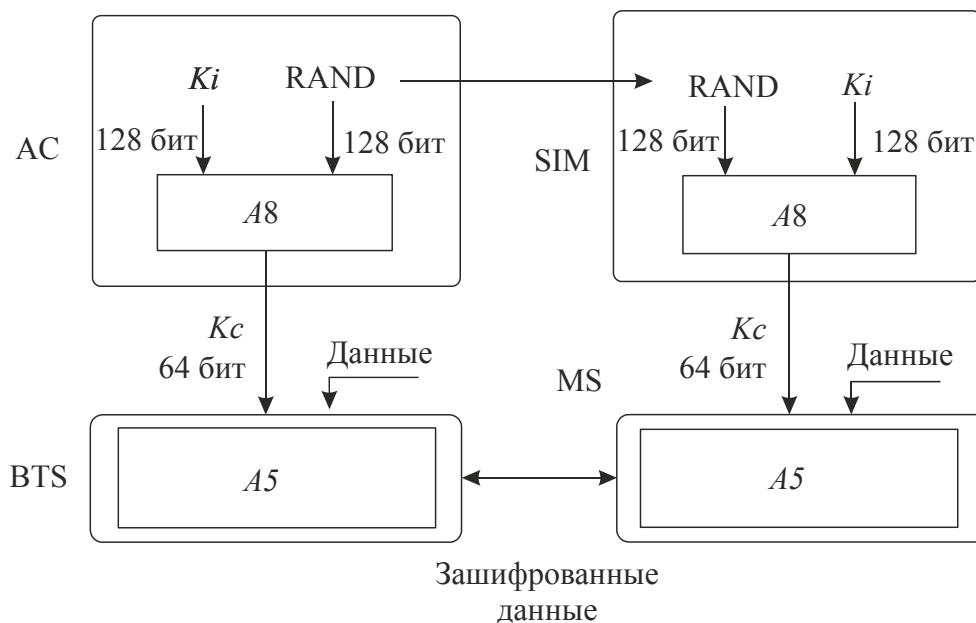 Ki
RAND
RAND
Ki
AC
128 бит
128 бит
SIM
128 бит
128 бит
A8
A8
Kc
64 бит
Данные
MS
Kc
64 бит
Данные
BTS
A5
A5
Зашифрованные
данные